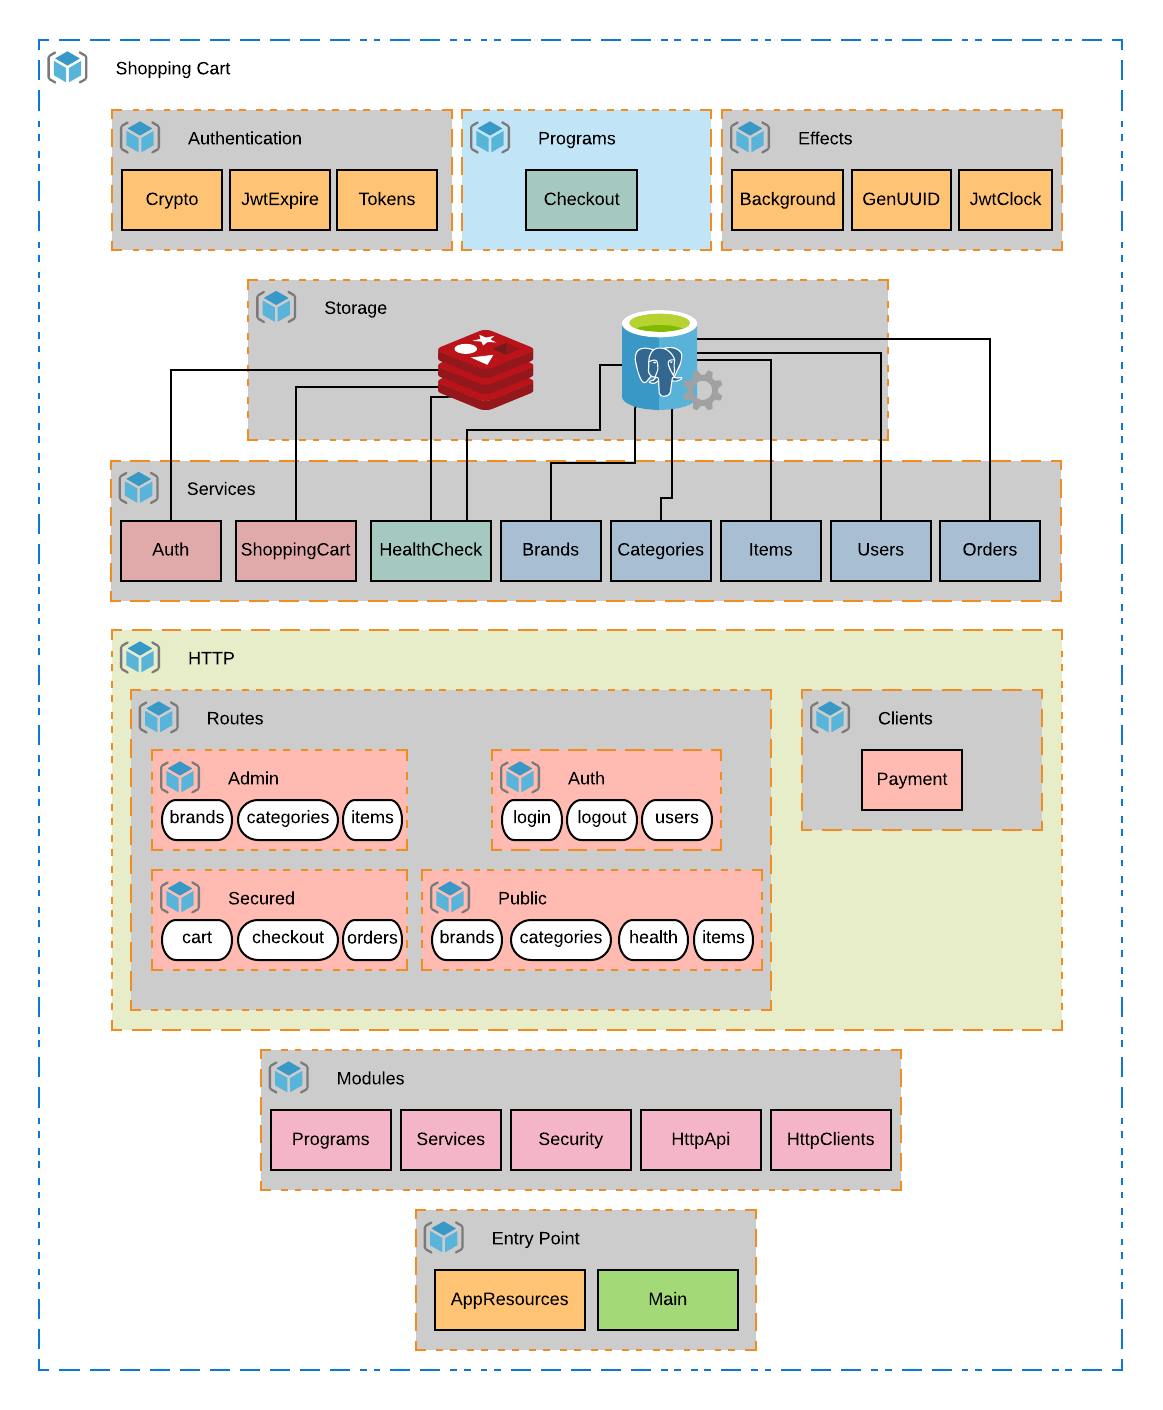 Shopping Cart
Authentication
Crypto
JwtExpire
Tokens
Programs
Checkout
Effects
Background
GenUUID
JwtClock
Storage
Services
Auth
ShoppingCart
HealthCheck
Brands
Categories
Items
Users
Orders
HTTP
Routes
Admin
brands
categories
items
Auth
login
logout
users
Secured
cart
checkout
orders
Public
brands
categories
health
items
Clients
Payment
Modules
Programs
Services
Security
HttpApi
HttpClients
Entry Point
AppResources
Main